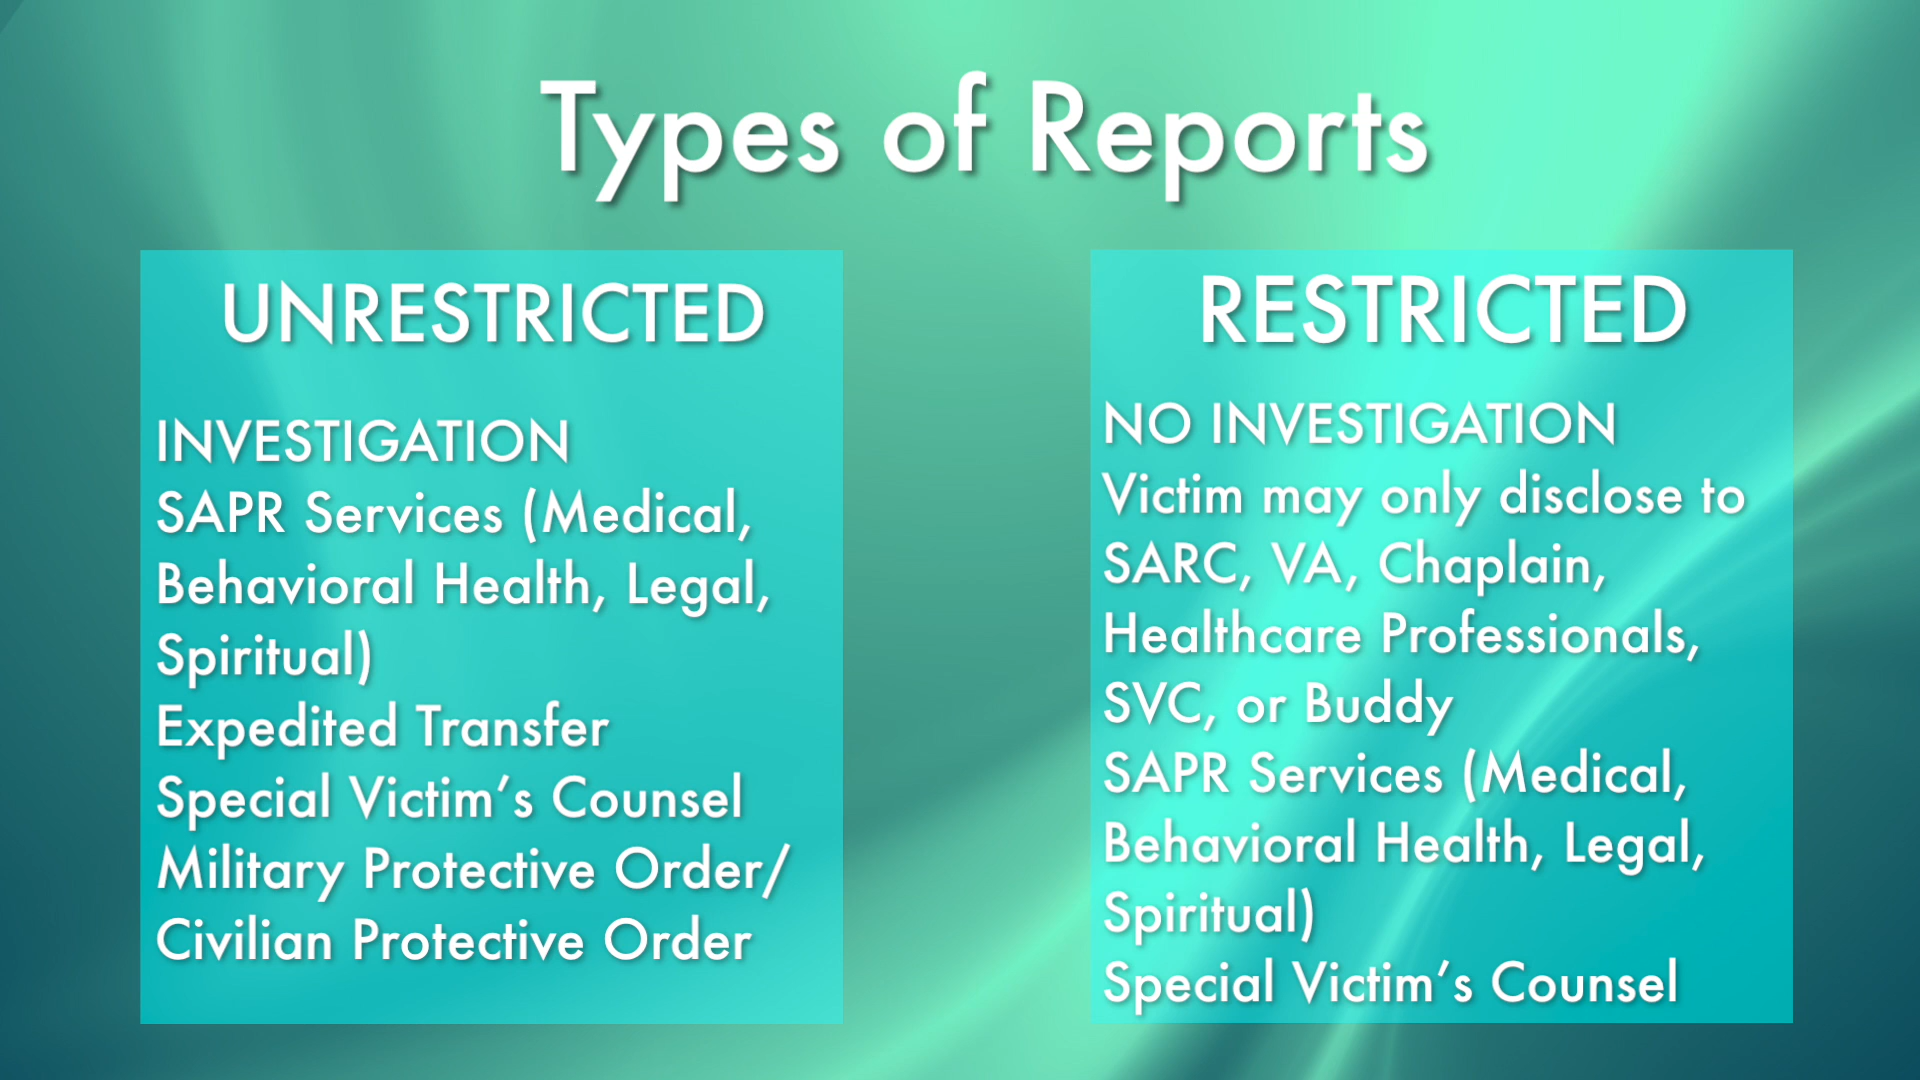 Types of Reports
UNRESTRICTED
INVESTIGATION
SAPR Services (Medical,
Behavioral Health, Legal,
Spiritual)
Expedited Transfer
Special Victim’s Counsel
Military Protective Order/
Civilian Protective Order
RESTRICTED
NO INVESTIGATION
Victim may only disclose to
SARC, VA, Chaplain,
Healthcare Professionals,
SVC, or Buddy
SAPR Services (Medical,
Behavioral Health, Legal,
Spiritual)
Special Victim’s Counsel